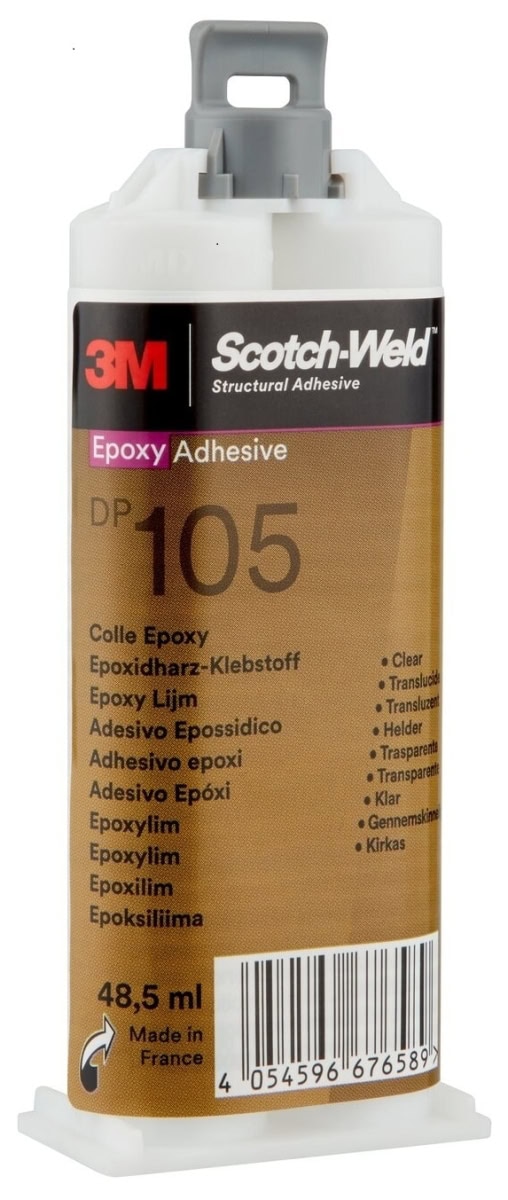 3M
Scotch-Weld™
Structural Adhesive
Epoxy Adhesive
DP 105
Colle Epoxy
Epoxidharz-Klebstoff
Epoxy Lijm
Adesivo Epossidico
Adhesivo epoxi
Adesivo Epóxi
Epoxylim
Epoxylim
Epoxilim
Epoksiliima
• Clear
• Translucide
• Transluzent
• Helder
• Trasparente
• Transparente
• Klar
• Gennemskinne
• Kirkas
48,5 ml
Made in
France
4 054596 676589 >